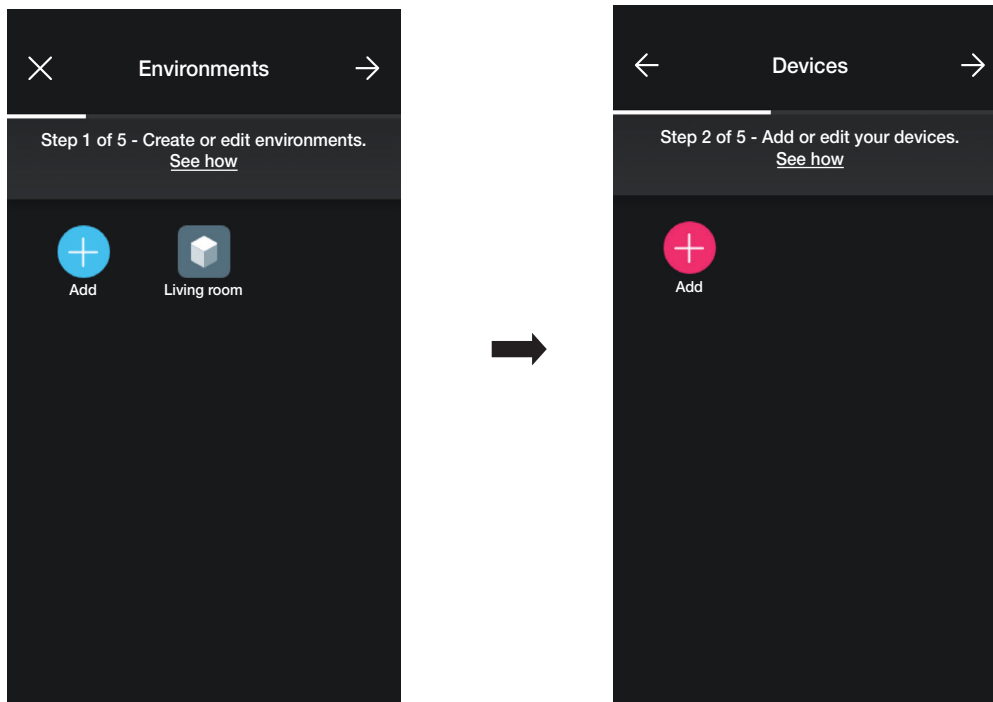 Environments
Step 1 of 5 - Create or edit environments.
See how
Add
Living room
Devices
Step 2 of 5 - Add or edit your devices.
See how
Add